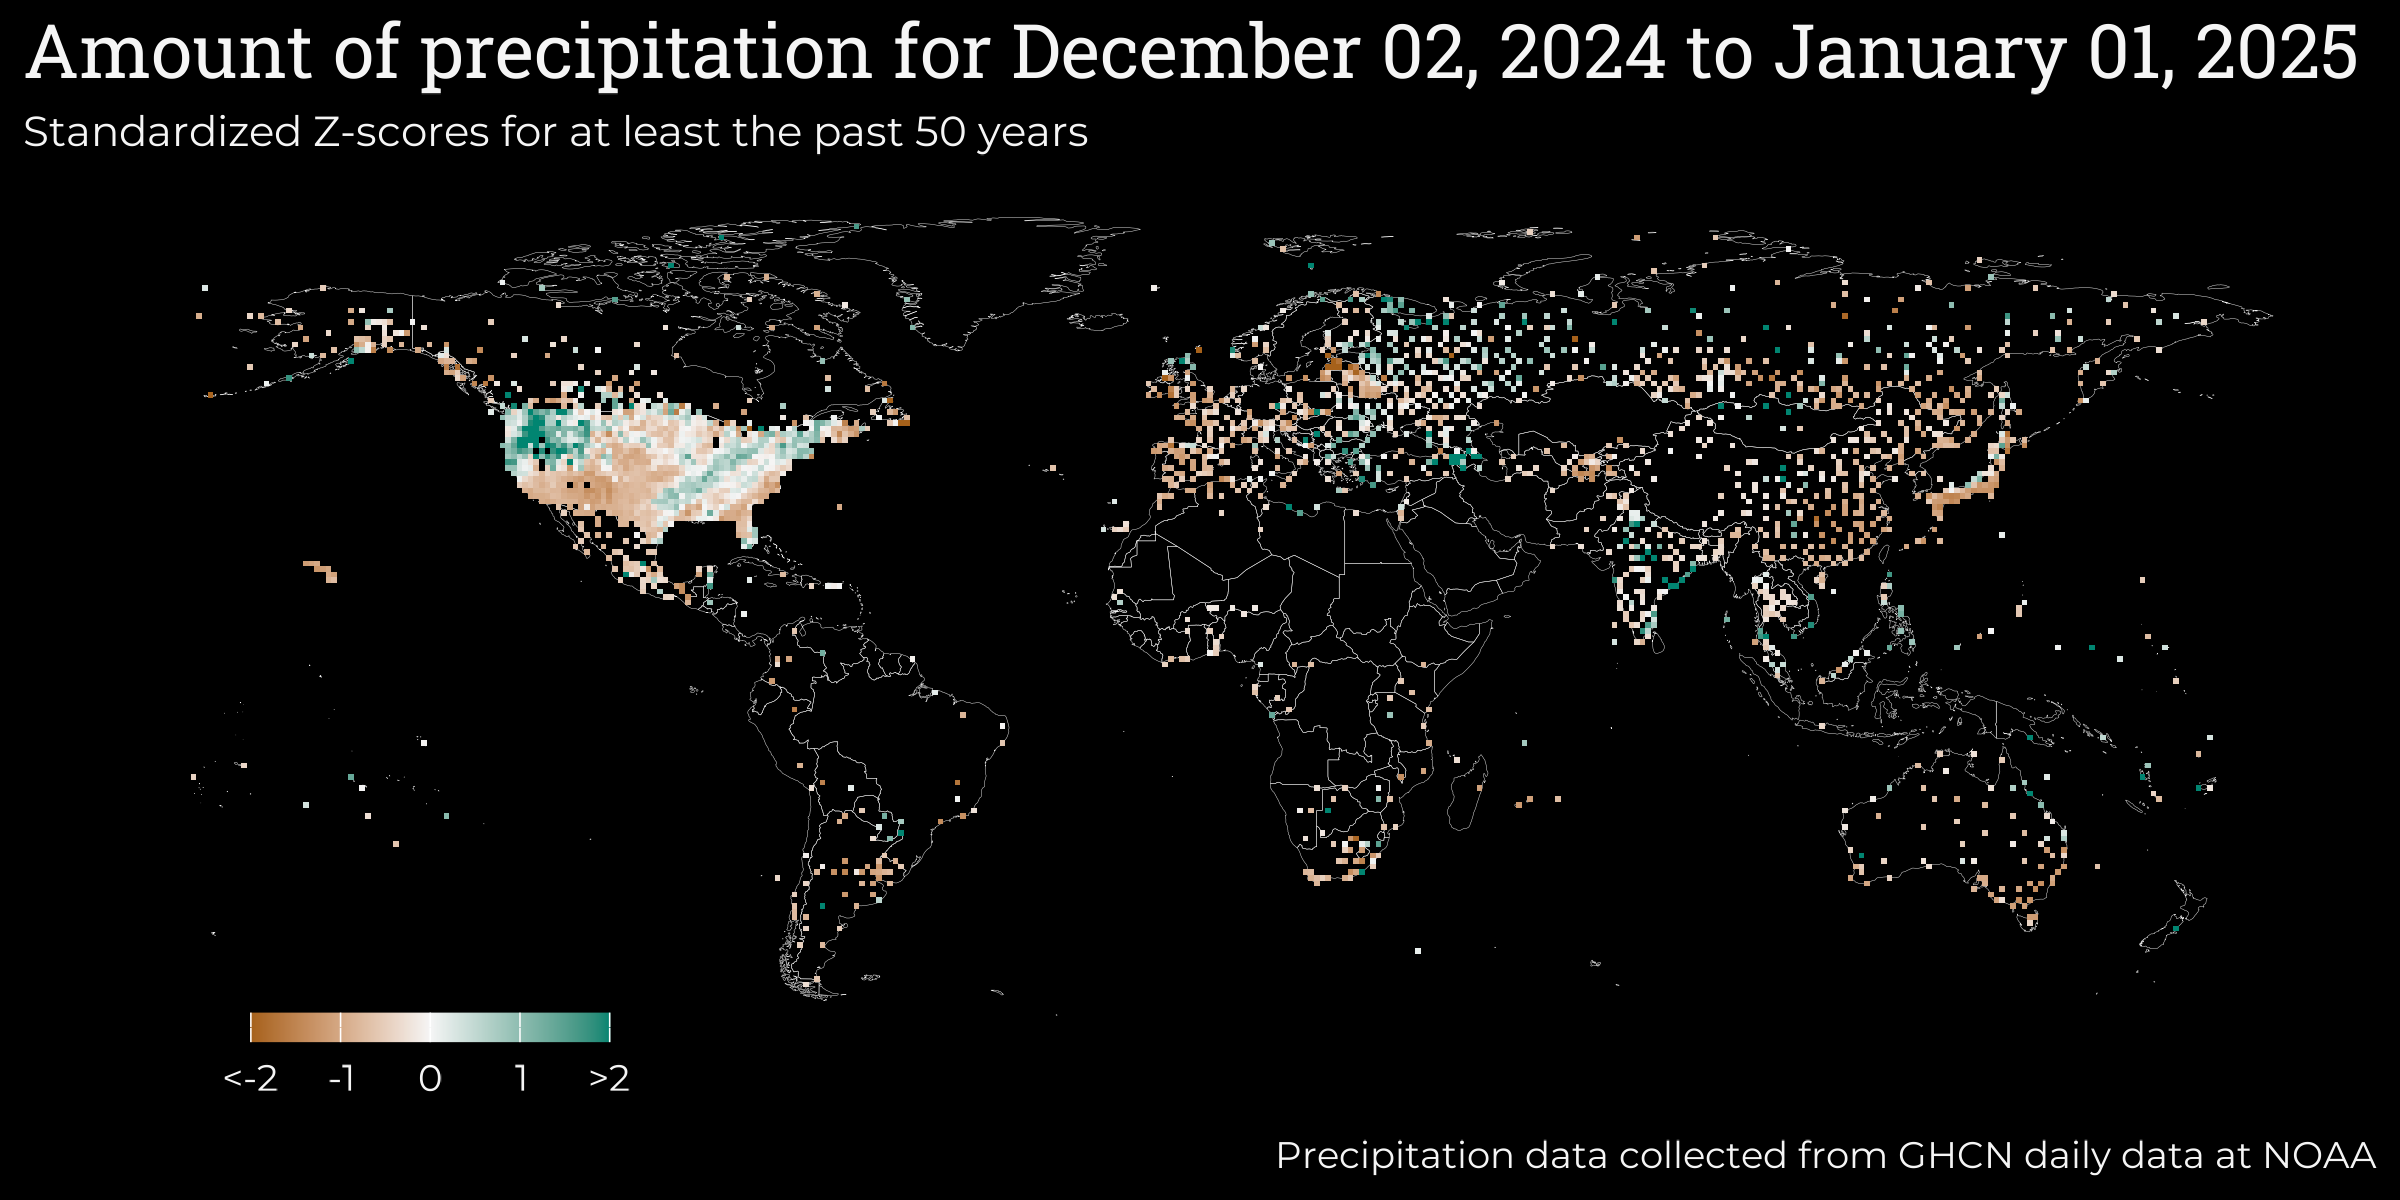 Amount of precipitation for December 02, 2024 to January 01, 2025
Standardized Z-scores for at least the past 50 years
<-2 -1 0 1 >2
Precipitation data collected from GHCN daily data at NOAA